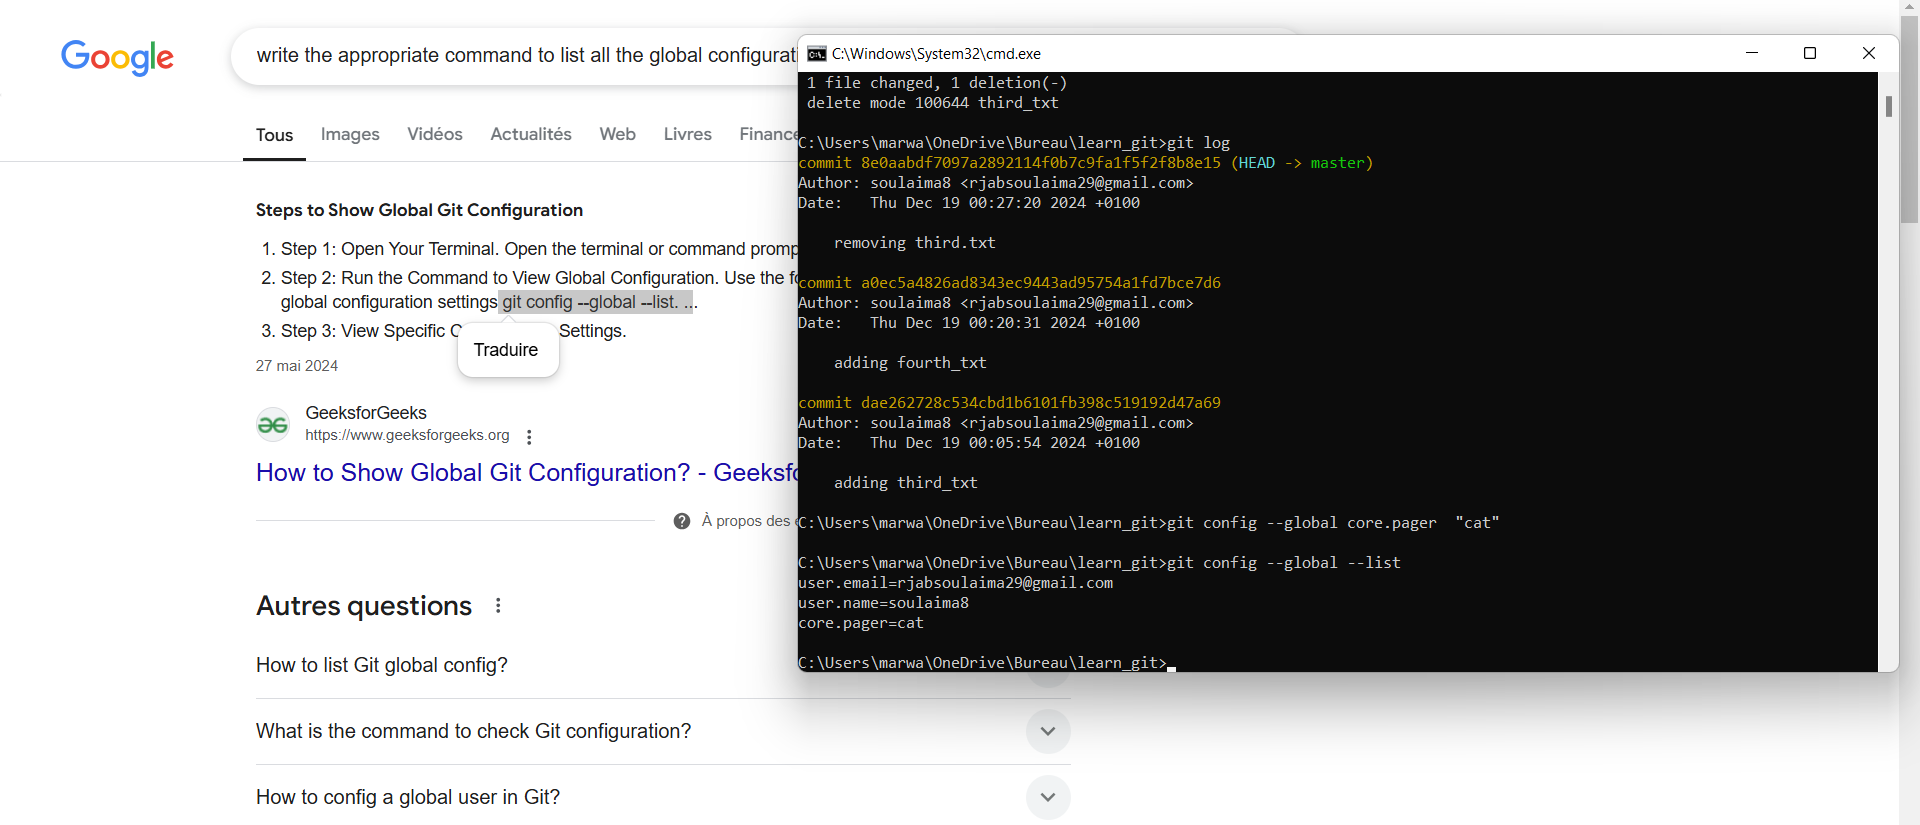 Google
write the appropriate command to list all the global configurat
Tous
Images
Vidéos
Actualités
Web
Livres
Finance
Steps to Show Global Git Configuration
1. Step 1: Open Your Terminal. Open the terminal or command promp
2. Step 2: Run the Command to View Global Configuration. Use the fo
global configuration settings git config --global --list. ...
3. Step 3: View Specific C Settings.
Traduire
27 mai 2024
GeeksforGeeks
https://www.geeksforgeeks.org
How to Show Global Git Configuration? - Geeksfo
À propos des e
Autres questions
How to list Git global config?
What is the command to check Git configuration?
How to config a global user in Git?
C:\Windows\System32\cmd.exe
1 file changed, 1 deletion(-)
delete mode 100644 third_txt
C:\Users\marwa\OneDrive\Bureau\learn_git>git log
commit 8e0aabdf7097a2892114f0b7c9fa1f5f2f8b8e15 (HEAD -> master)
Author: soulaima8 <rjabsoulaima29@gmail.com>
Date:   Thu Dec 19 00:27:20 2024 +0100
removing third.txt
commit a0ec5a4826ad8343ec9443ad95754a1fd7bce7d6
Author: soulaima8 <rjabsoulaima29@gmail.com>
Date:   Thu Dec 19 00:20:31 2024 +0100
adding fourth_txt
commit dae262728c534cbd1b6101fb398c519192d47a69
Author: soulaima8 <rjabsoulaima29@gmail.com>
Date:   Thu Dec 19 00:05:54 2024 +0100
adding third_txt
C:\Users\marwa\OneDrive\Bureau\learn_git>git config --global core.pager  "cat"
C:\Users\marwa\OneDrive\Bureau\learn_git>git config --global --list
user.email=rjabsoulaima29@gmail.com
user.name=soulaima8
core.pager=cat
C:\Users\marwa\OneDrive\Bureau\learn_git>